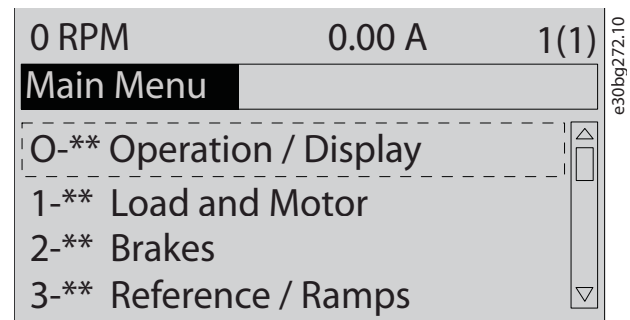 0 RPM 0.00 A 1(1)
Main Menu
O-** Operation / Display
1-** Load and Motor
2-** Brakes
3-** Reference / Ramps
e30bg272.10